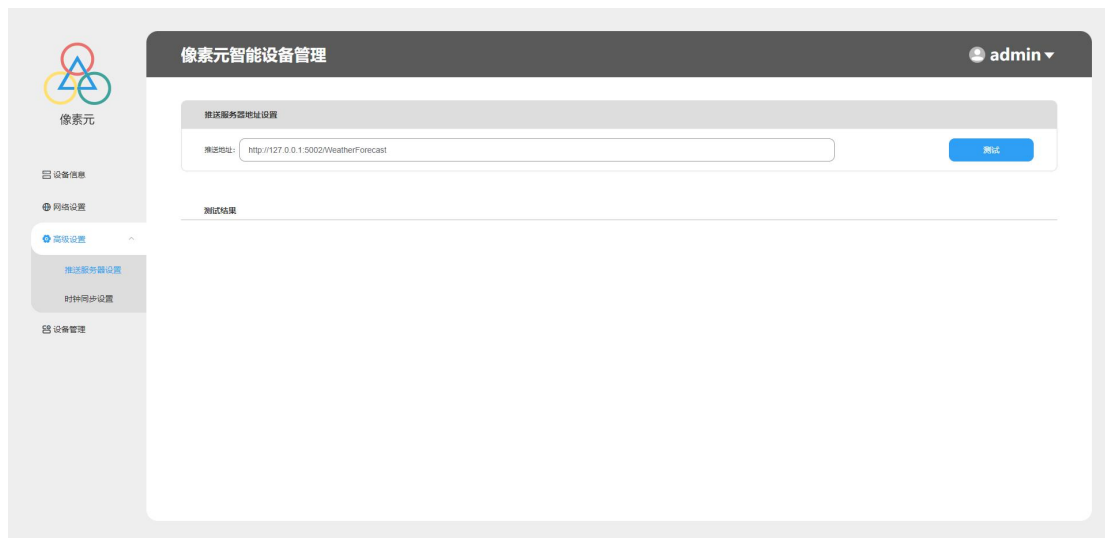 像素元智能设备管理
admin
像素元
设备信息
网络设置
高级设置
推送服务器设置
时钟同步设置
设备管理
推送服务器地址设置
推送地址: http://127.0.0.1:5002/WeatherForecast
测试
测试结果